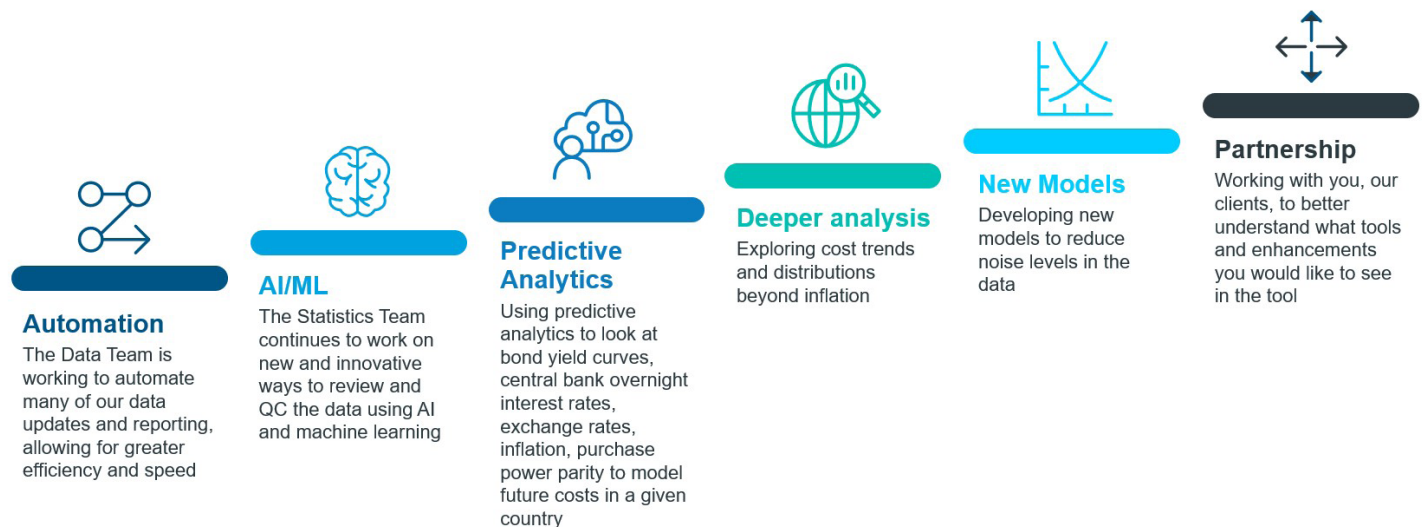 Automation
The Data Team is
working to automate
many of our data
updates and reporting,
allowing for greater
efficiency and speed
AI/ML
The Statistics Team
continues to work on
new and innovative
ways to review and
QC the data using AI
and machine learning
Predictive
Analytics
Using predictive
analytics to look at
bond yield curves,
central bank overnight
interest rates,
exchange rates,
inflation, purchase
power parity to model
future costs in a given
country
Deeper analysis
Exploring cost trends
and distributions
beyond inflation
New Models
Developing new
models to reduce
noise levels in the
data
Partnership
Working with you, our
clients, to better
understand what tools
and enhancements
you would like to see
in the tool